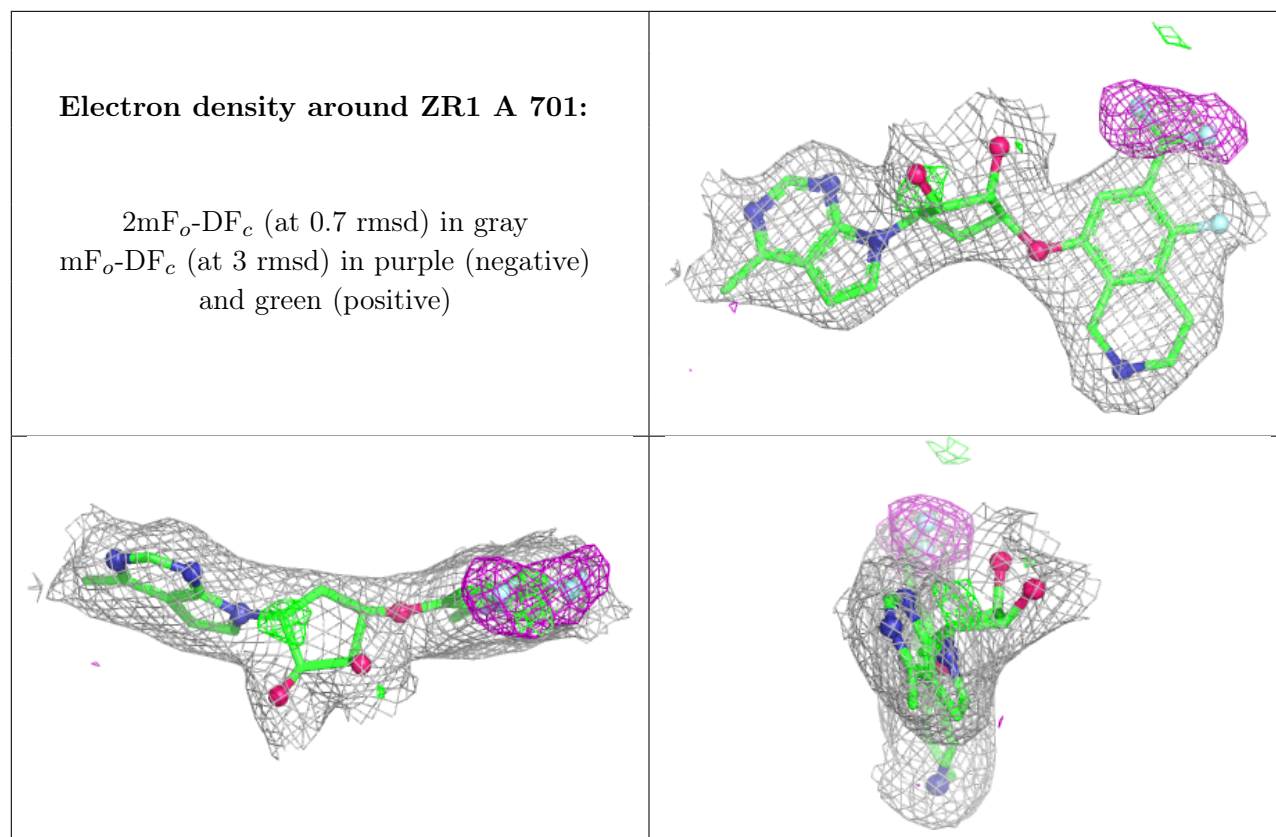 Electron density around ZR1 A 701:
2mFo-DFc (at 0.7 rmsd) in gray
mFo-DFc (at 3 rmsd) in purple (negative)
and green (positive)